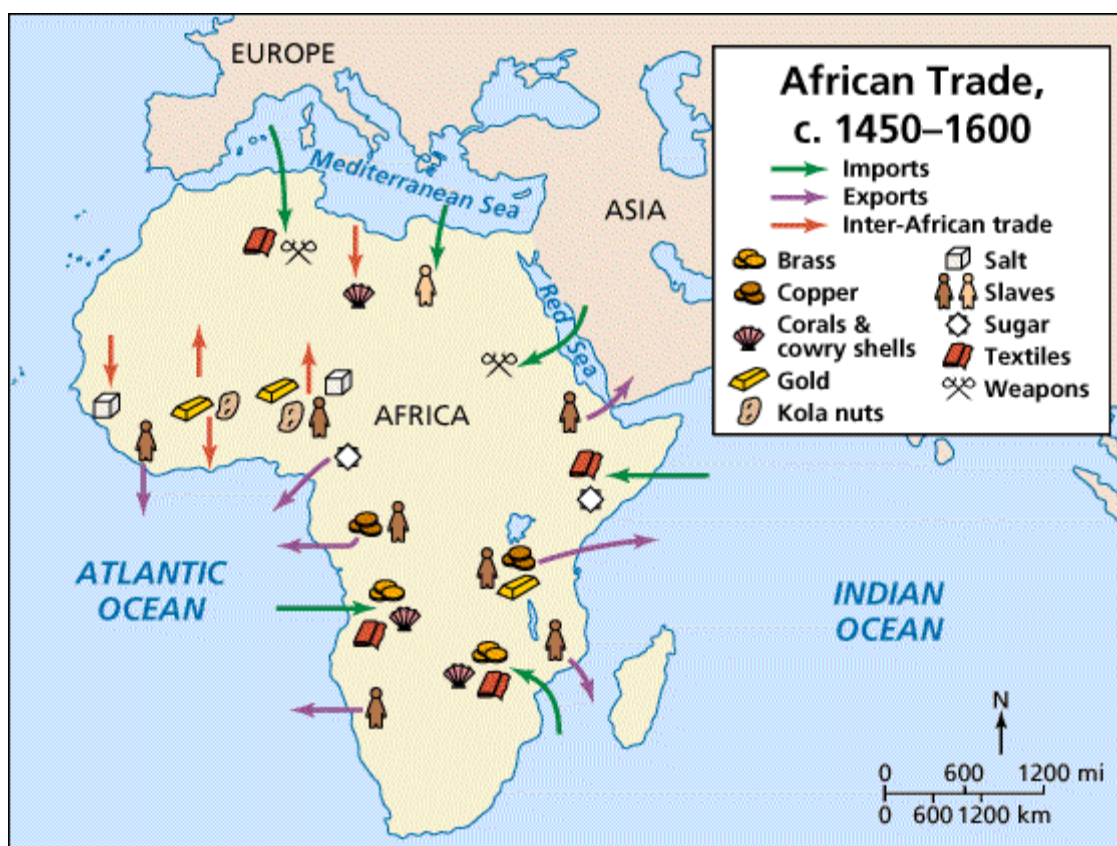 EUROPE
Mediterranean Sea
ASIA
Red Sea
AFRICA
ATLANTIC
OCEAN
INDIAN
OCEAN
African Trade,
c. 1450–1600
Imports
Exports
Inter-African trade
Brass
Copper
Corals &
cowry shells
Gold
Kola nuts
Salt
Slaves
Sugar
Textiles
Weapons
N
0 600 1200 mi
0 600 1200 km